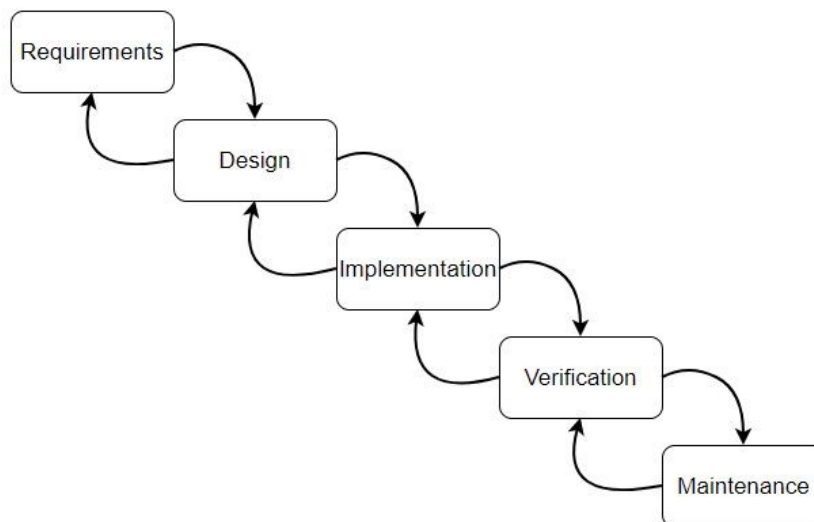 Requirements
Design
Implementation
Verification
Maintenance